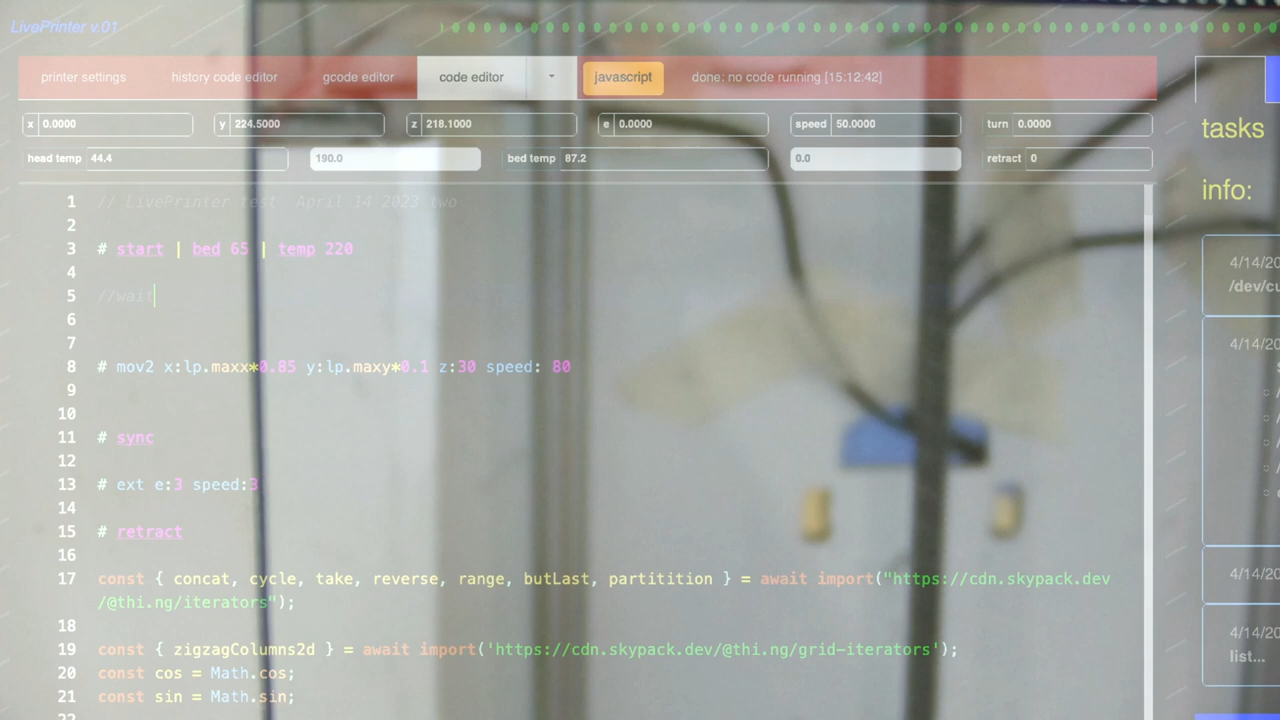 LivePrinter v.01
printer settings history code editor gcode editor code editor javascript done: no code running [15:12:42]
x 0.0000 y 224.5000 z 218.1000 e 0.0000 speed 50.0000 turn 0.0000
head temp 44.4 190.0 bed temp 87.2 0.0 retract 0
tasks
info:
4/14/20
/dev/cu
4/14/20
4/14/20
4/14/20
list...
1 // LivePrinter test April 14 2023 two
2
3 # start | bed 65 | temp 220
4
5 //wait
6
7
8 # mov2 x:lp.maxx*0.85 y:lp.maxy*0.1 z:30 speed: 80
9
10
11 # sync
12
13 # ext e:3 speed:3
14
15 # retract
16
17 const { concat, cycle, take, reverse, range, butLast, partitition } = await import("https://cdn.skypack.dev
/@thi.ng/iterators");
18
19 const { zigzagColumns2d } = await import('https://cdn.skypack.dev/@thi.ng/grid-iterators');
20 const cos = Math.cos;
21 const sin = Math.sin;
22